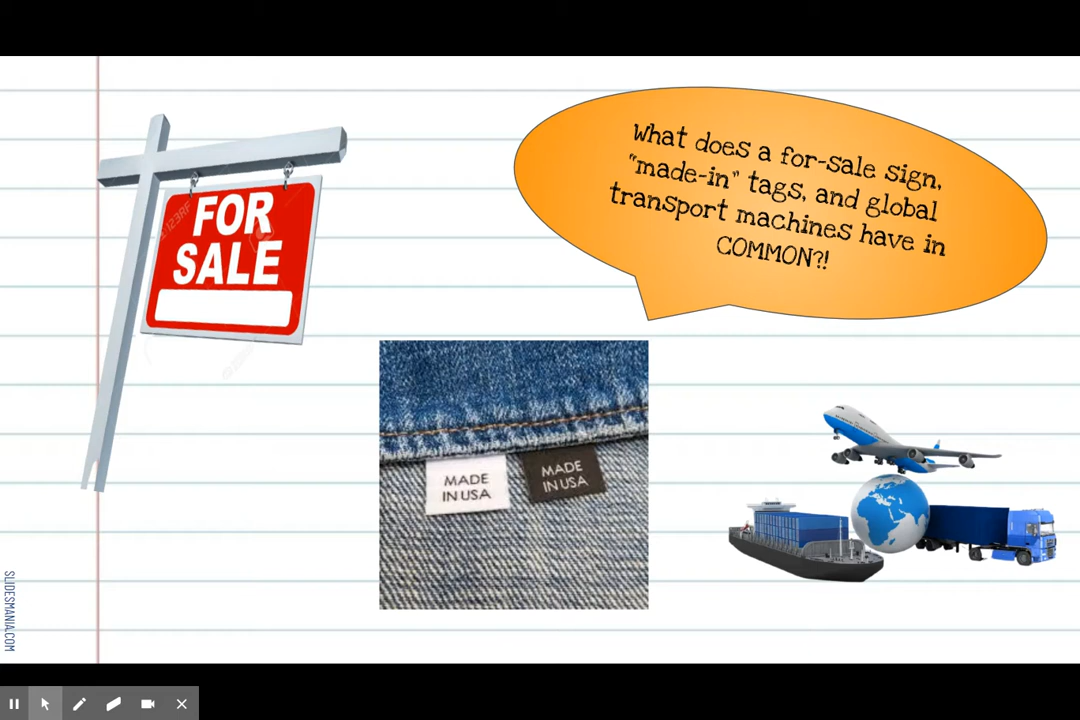 What does a for-sale sign,
"made-in" tags, and global
transport machines have in
COMMON?!
FOR
SALE
123RF
MADE
IN USA
MADE
IN USA
SLIDESMANIA.COM